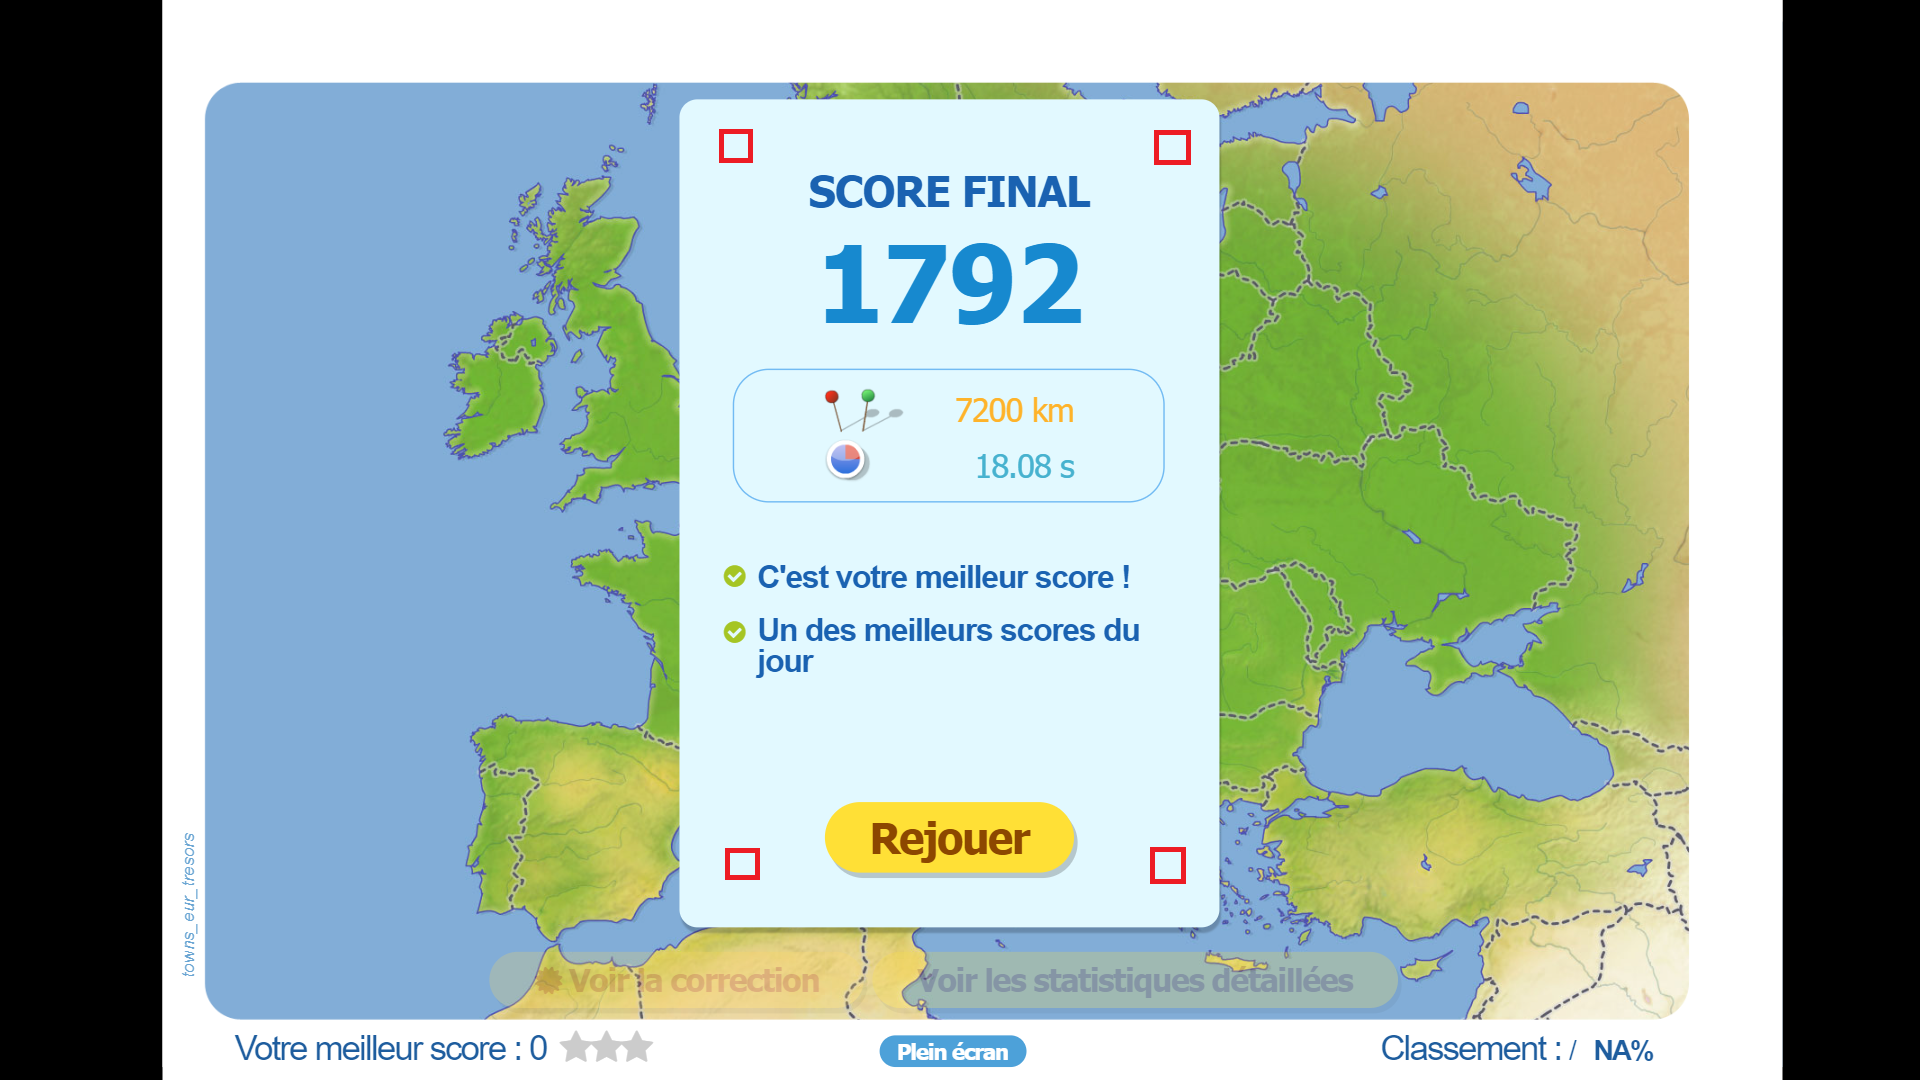 SCORE FINAL
1792
7200 km
18.08 s
C'est votre meilleur score !
Un des meilleurs scores du
jour
Rejouer
towns_eur_tresors
Voir la correction
Voir les statistiques détaillées
Votre meilleur score : 0
Plein écran
Classement : / NA%